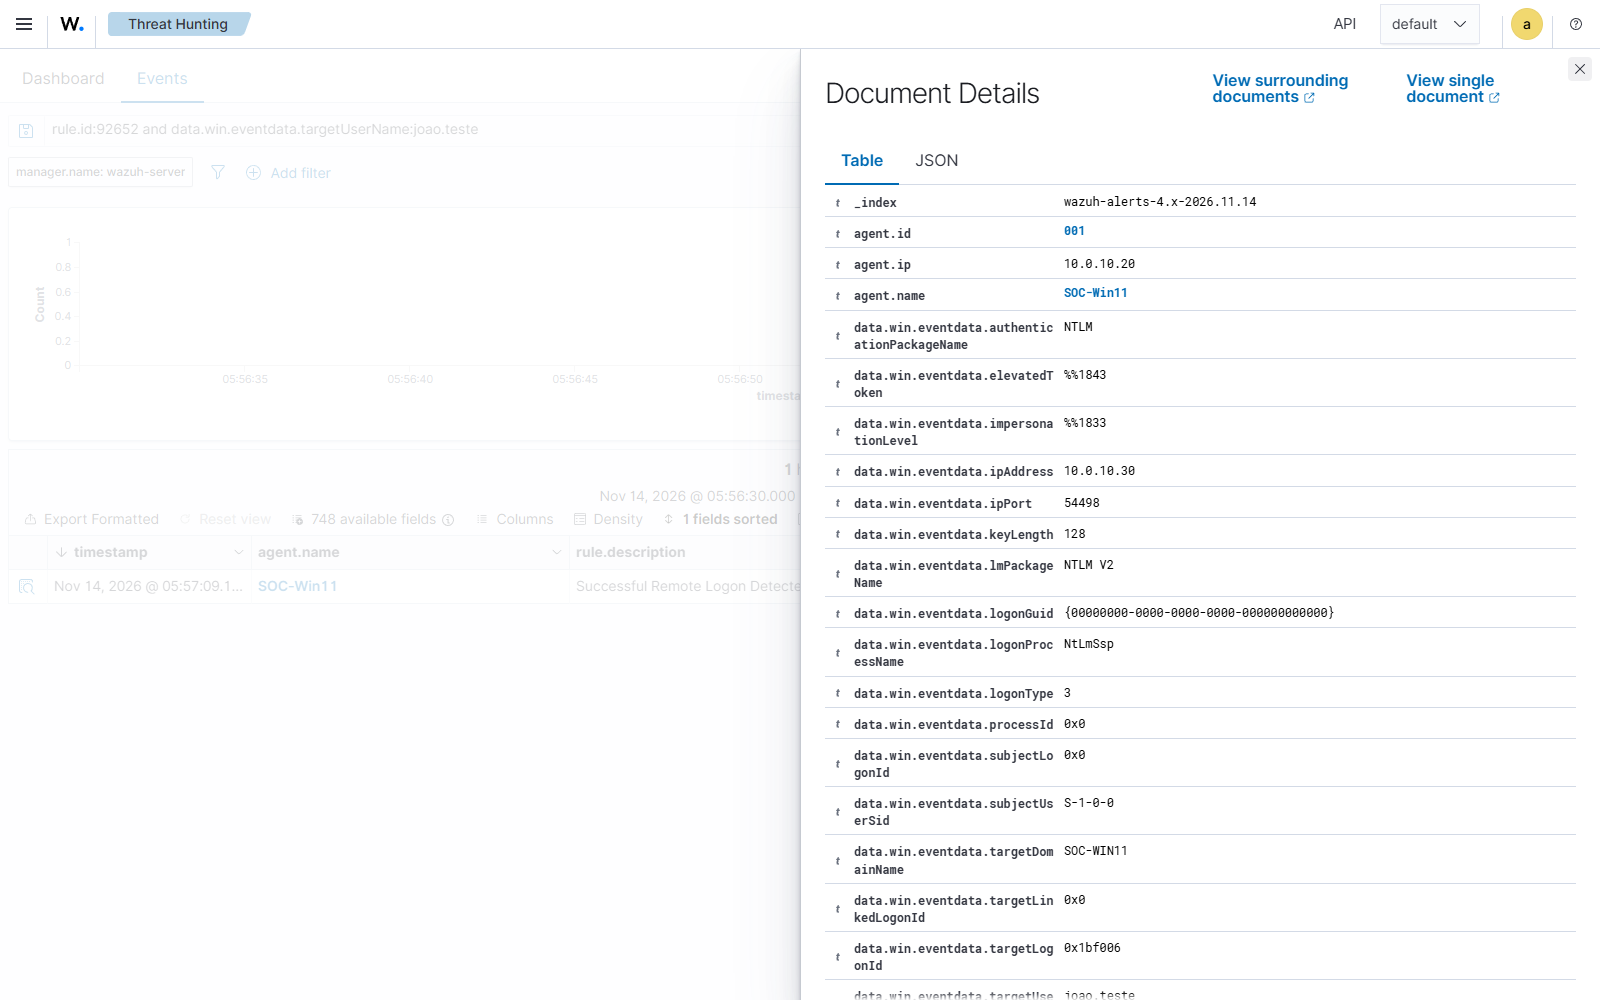 W.
Threat Hunting
API
default
a
Dashboard
Events
rule.id:92652 and data.win.eventdata.targetUserName:joao.teste
manager.name: wazuh-server
Add filter
Count
1
0.8
0.6
0.4
0.2
0
05:56:35
05:56:40
05:56:45
05:56:50
timesta
1
Nov 14, 2026 @ 05:56:30.000
Export Formatted
Reset view
748 available fields
Columns
Density
1 fields sorted
timestamp
agent.name
rule.description
Nov 14, 2026 @ 05:57:09.1...
SOC-Win11
Successful Remote Logon Detecte
Document Details
View surrounding
documents
View single
document
Table
JSON
t _index wazuh-alerts-4.x-2026.11.14
t agent.id 001
t agent.ip 10.0.10.20
t agent.name SOC-Win11
t data.win.eventdata.authentic
ationPackageName NTLM
t data.win.eventdata.elevatedT
oken %%1843
t data.win.eventdata.impersona
tionLevel %%1833
t data.win.eventdata.ipAddress 10.0.10.30
t data.win.eventdata.ipPort 54498
t data.win.eventdata.keyLength 128
t data.win.eventdata.lmPackage
Name NTLM V2
t data.win.eventdata.logonGuid {00000000-0000-0000-0000-000000000000}
t data.win.eventdata.logonProc
essName NtLmSsp
t data.win.eventdata.logonType 3
t data.win.eventdata.processId 0x0
t data.win.eventdata.subjectLo
gonId 0x0
t data.win.eventdata.subjectUs
erSid S-1-0-0
t data.win.eventdata.targetDom
ainName SOC-WIN11
t data.win.eventdata.targetLin
kedLogonId 0x0
t data.win.eventdata.targetLog
onId 0x1bf006
data.win.eventdata.targetUse joao.teste